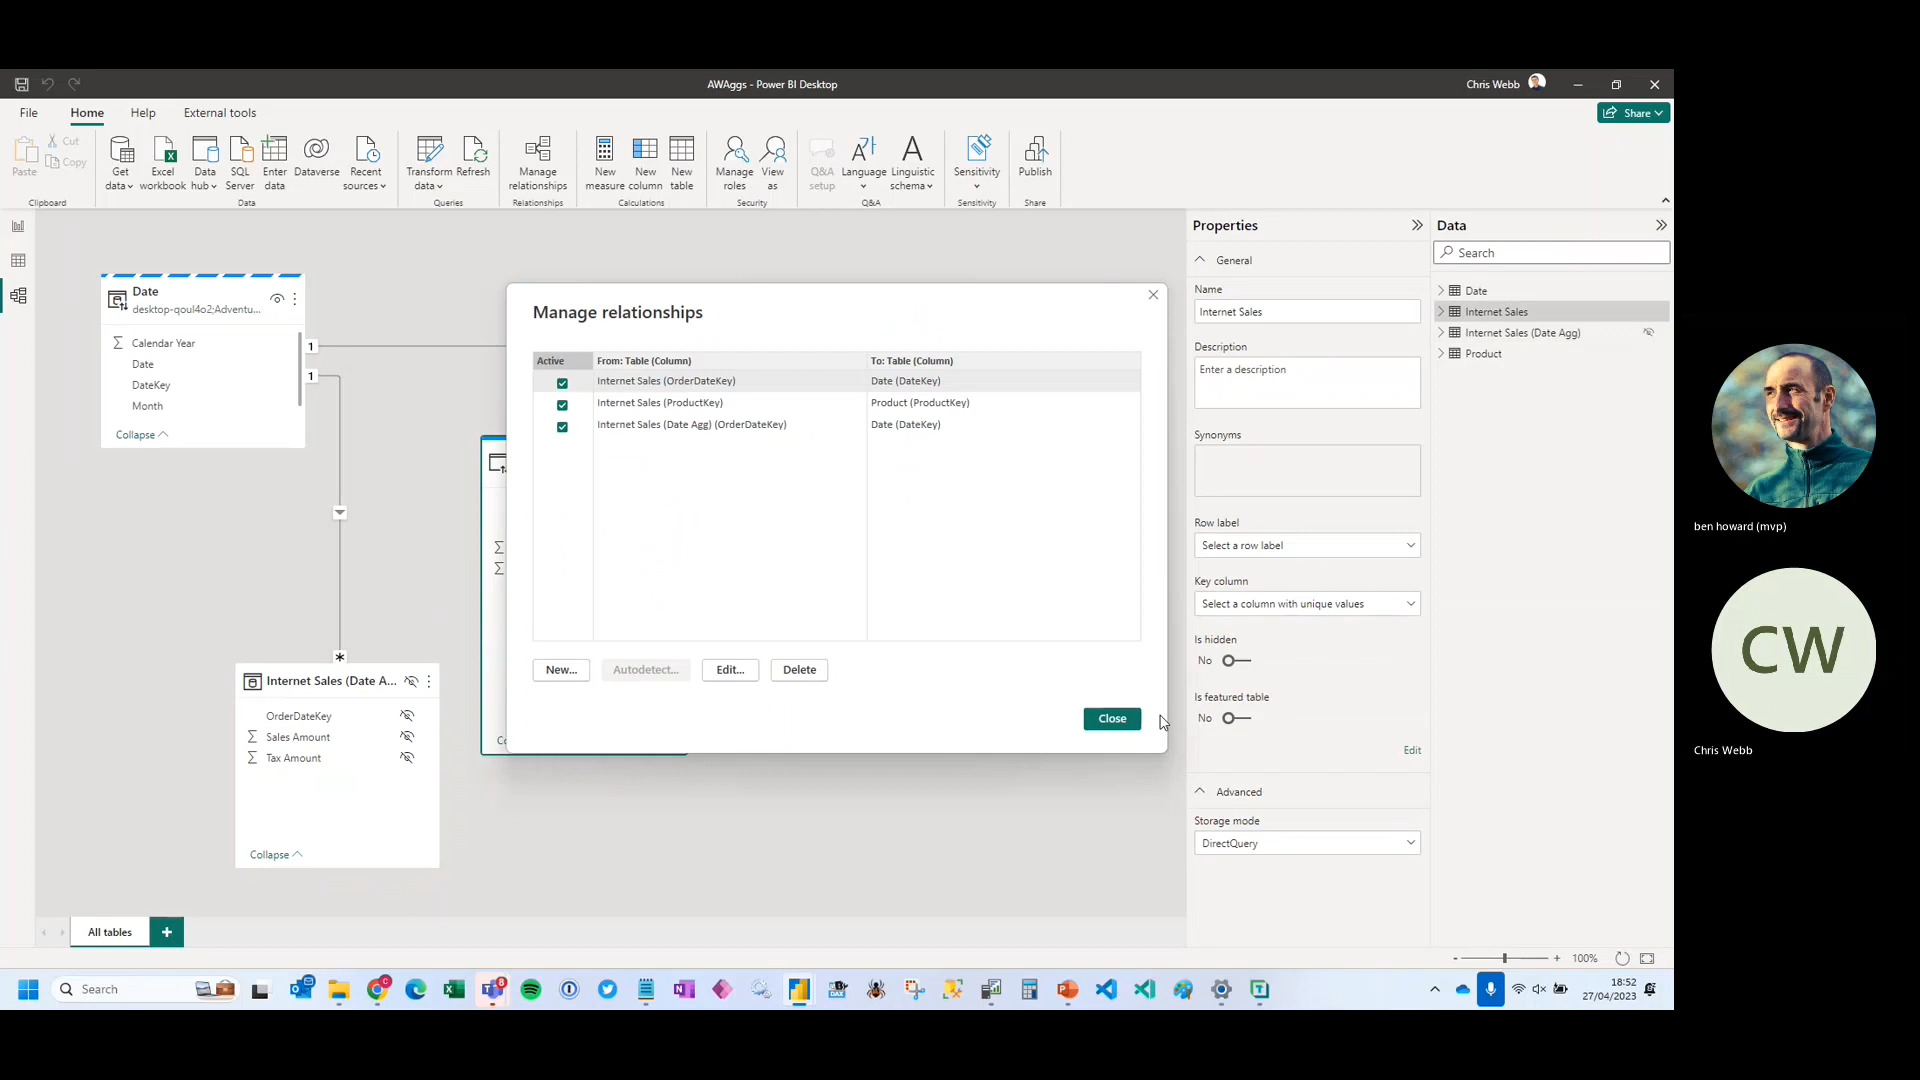 AWAggs - Power BI Desktop
Chris Webb
File
Home
Help
External tools
Share
Paste
Cut
Copy
Get data
Excel workbook
Data hub
SQL Server
Enter data
Dataverse
Recent sources
Transform data
Refresh
Manage relationships
New measure
New column
New table
Manage roles
View as
Q&A setup
Language
Linguistic schema
Sensitivity
Publish
Clipboard
Data
Queries
Relationships
Calculations
Security
Q&A
Sensitivity
Share
Date
desktop-qoul4o2;Adventu...
Calendar Year
Date
DateKey
Month
Collapse
1
1
*
Internet Sales (Date A...
OrderDateKey
Sales Amount
Tax Amount
Collapse
Co
Manage relationships
Active From: Table (Column) To: Table (Column)
Internet Sales (OrderDateKey) Date (DateKey)
Internet Sales (ProductKey) Product (ProductKey)
Internet Sales (Date Agg) (OrderDateKey) Date (DateKey)
New...
Autodetect...
Edit...
Delete
Close
Properties
General
Name
Internet Sales
Description
Enter a description
Synonyms
Row label
Select a row label
Key column
Select a column with unique values
Is hidden
No
Is featured table
No
Edit
Advanced
Storage mode
DirectQuery
Data
Search
Date
Internet Sales
Internet Sales (Date Agg)
Product
All tables
+
- + 100%
Search
18:52
27/04/2023
ben howard (mvp)
CW
Chris Webb